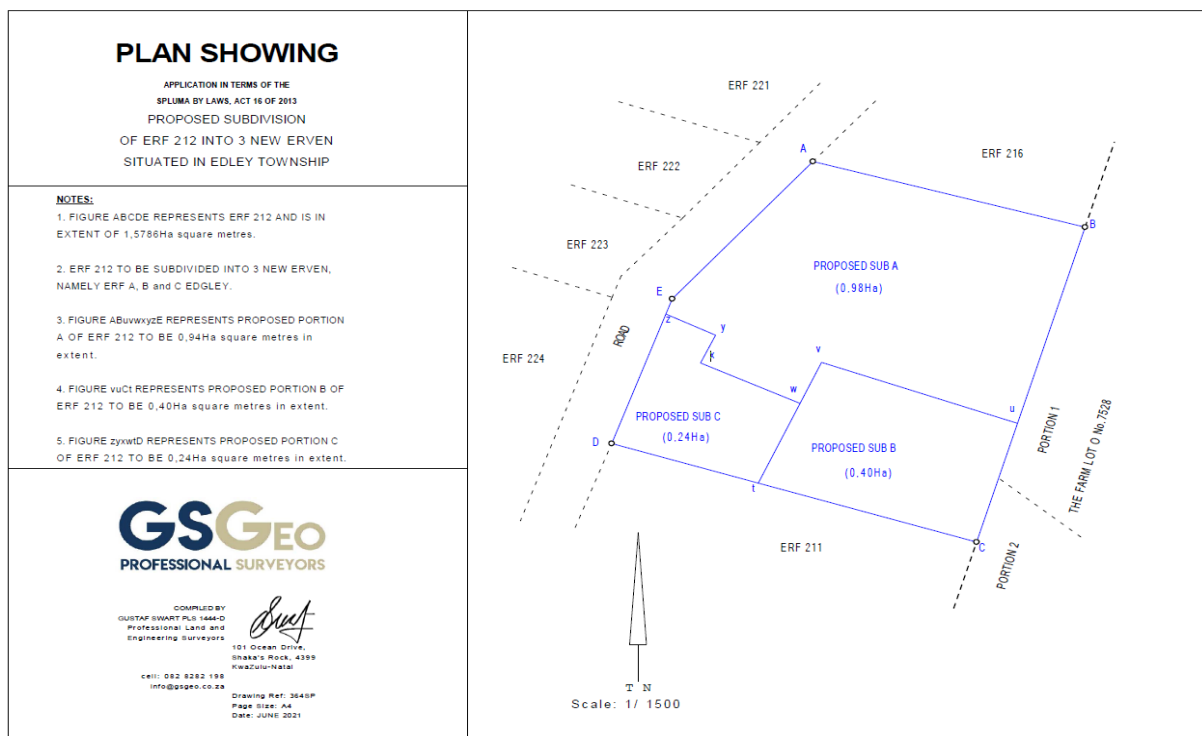 PLAN SHOWING
APPLICATION IN TERMS OF THE
SPLUMA BY LAWS, ACT 16 OF 2013
PROPOSED SUBDIVISION
OF ERF 212 INTO 3 NEW ERVEN
SITUATED IN EDLEY TOWNSHIP
NOTES:
1. FIGURE ABCDE REPRESENTS ERF 212 AND IS IN
EXTENT OF 1,5786Ha square metres.
2. ERF 212 TO BE SUBDIVIDED INTO 3 NEW ERVEN,
NAMELY ERF A, B and C EDGLEY.
3. FIGURE ABuvwxyzE REPRESENTS PROPOSED PORTION
A OF ERF 212 TO BE 0,94Ha square metres in
extent.
4. FIGURE vuCt REPRESENTS PROPOSED PORTION B OF
ERF 212 TO BE 0,40Ha square metres in extent.
5. FIGURE zyxwtD REPRESENTS PROPOSED PORTION C
OF ERF 212 TO BE 0,24Ha square metres in extent.
GSGEO
PROFESSIONAL SURVEYORS
COMPILED BY
GUSTAF SWART PLS 1444-D
Professional Land and
Engineering Surveyors
101 Ocean Drive,
Shaka's Rock, 4399
KwaZulu-Natal
cell: 082 8282 198
info@gsgeo.co.za
Drawing Ref: 364SP
Page Size: A4
Date: JUNE 2021
ERF 221
A
ERF 216
ERF 222
B
ERF 223
PROPOSED SUB A
(0.98Ha)
E
z
y
ROAD
v
ERF 224
w
u
PROPOSED SUB C
(0.24Ha)
PORTION 1
THE FARM LOT O No.7528
D
PROPOSED SUB B
(0.40Ha)
t
ERF 211
C
PORTION 2
T N
Scale: 1/ 1500